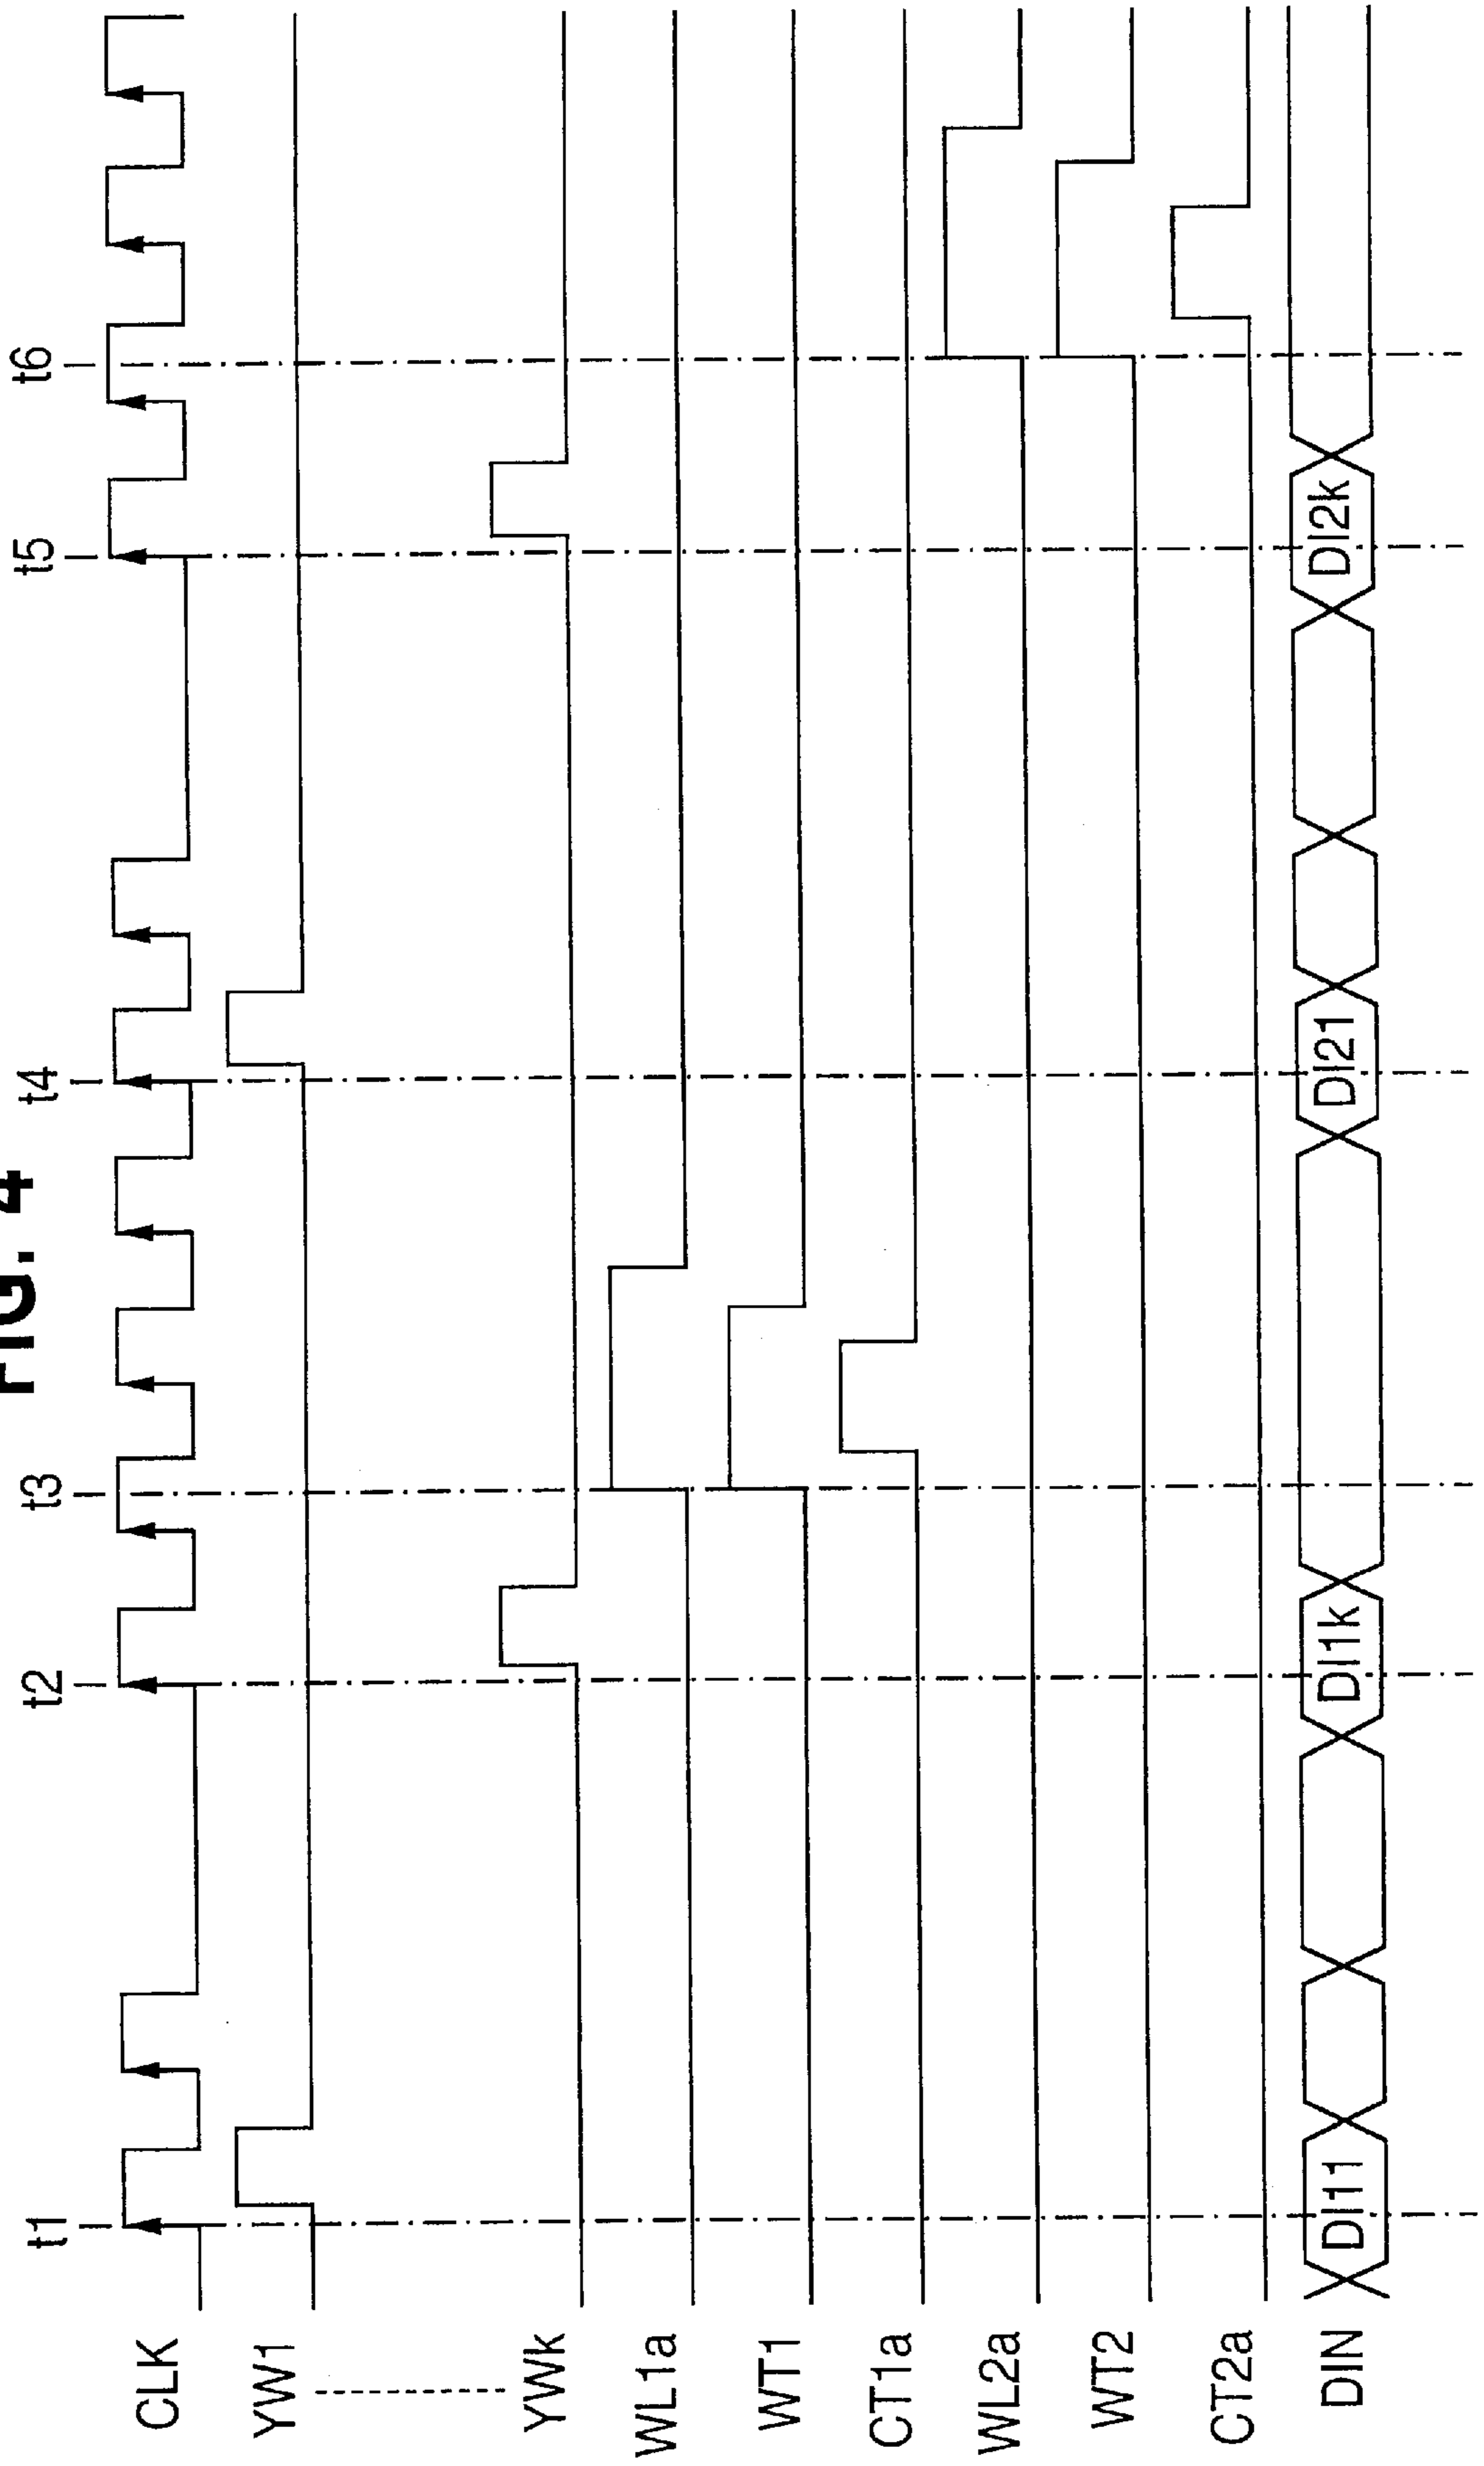 FIG. 4
t1 t2 t3 t4 t5 t6
CLK
YW1
YWk
WL1a
WT1
CT1a
WL2a
WT2
CT2a
DIN DI11 DI1k DI21 DI2k